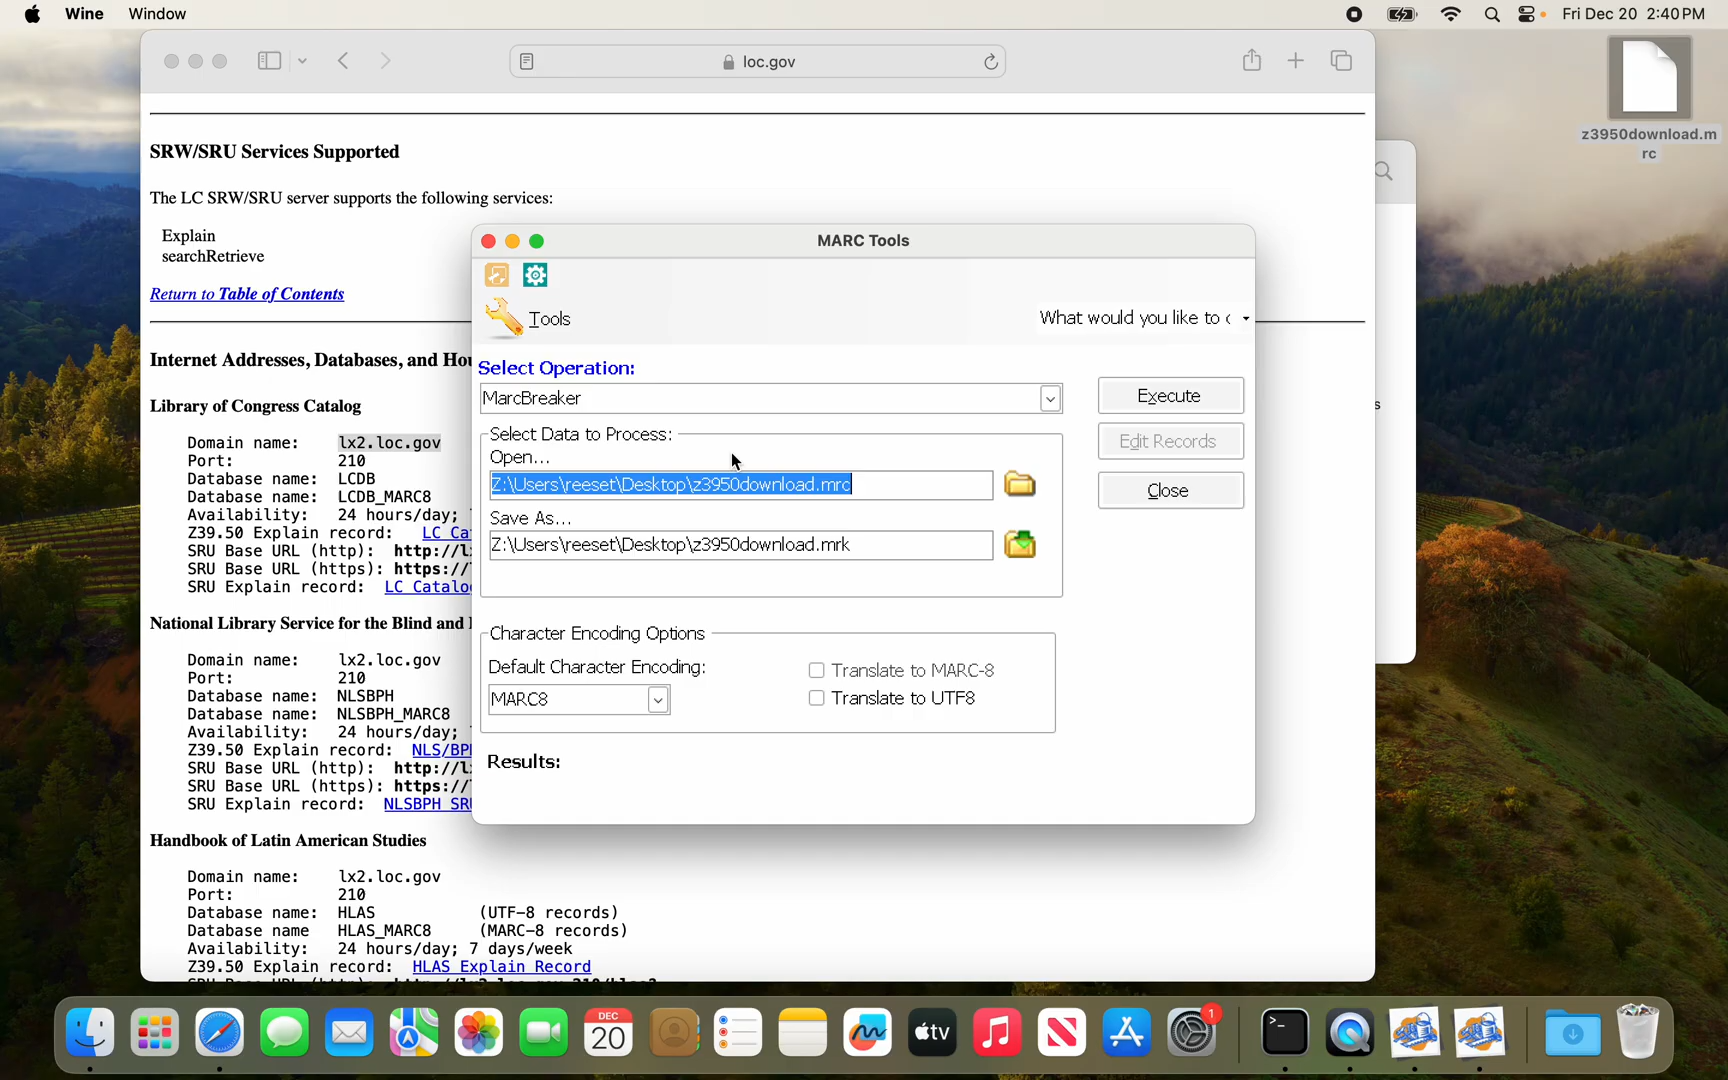 Wine Window
Fri Dec 20 2:40 PM
loc.gov
z3950download.m
rc
SRW/SRU Services Supported
The LC SRW/SRU server supports the following services:
Explain
searchRetrieve
Return to Table of Contents
Internet Addresses, Databases, and Hou
Library of Congress Catalog
Domain name: lx2.loc.gov
Port: 210
Database name: LCDB
Database name: LCDB_MARC8
Availability: 24 hours/day;
Z39.50 Explain record: LC Ca
SRU Base URL (http): http://l
SRU Base URL (https): https://
SRU Explain record: LC Catalo
National Library Service for the Blind and
Domain name: lx2.loc.gov
Port: 210
Database name: NLSBPH
Database name: NLSBPH_MARC8
Availability: 24 hours/day;
Z39.50 Explain record: NLS/BPH
SRU Base URL (http): http://l
SRU Base URL (https): https://
SRU Explain record: NLSBPH SRU
Handbook of Latin American Studies
Domain name: lx2.loc.gov
Port: 210
Database name: HLAS (UTF-8 records)
Database name HLAS_MARC8 (MARC-8 records)
Availability: 24 hours/day; 7 days/week
Z39.50 Explain record: HLAS Explain Record
MARC Tools
Tools
What would you like to
Select Operation:
MarcBreaker
Execute
Select Data to Process:
Edit Records
Open...
Z:\Users\reeset\Desktop\z3950download.mrc
Close
Save As...
Z:\Users\reeset\Desktop\z3950download.mrk
Character Encoding Options
Default Character Encoding:
Translate to MARC-8
MARC8
Translate to UTF8
Results:
s
DEC
20
tv
1
>_